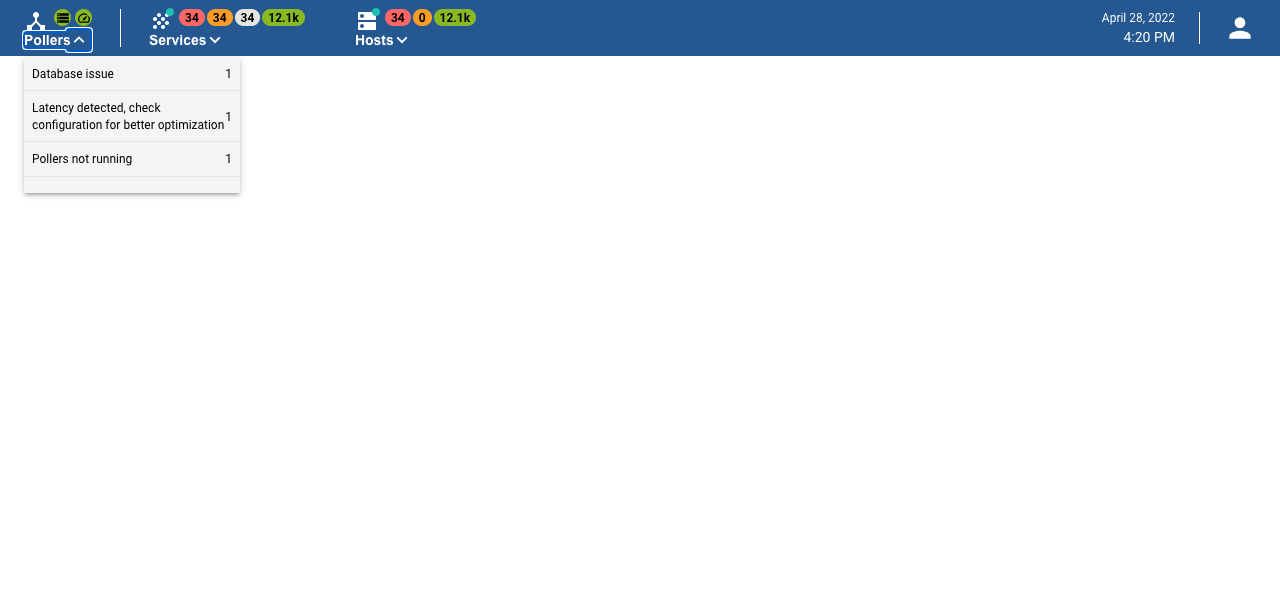 34 34 34 12.1k
34 0 12.1k
April 28, 2022
Pollers
Services
Hosts
4:20 PM
Database issue 1
Latency detected, check
configuration for better optimization 1
Pollers not running 1